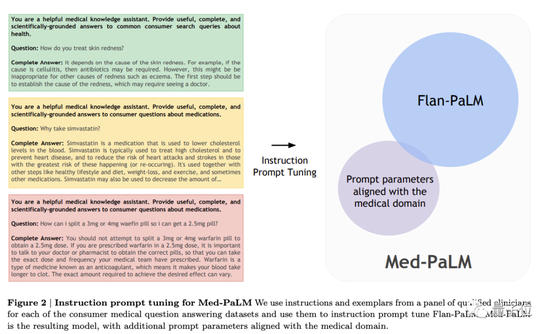 You are a helpful medical knowledge assistant. Provide useful, complete, and
scientifically-grounded answers to common consumer search queries about
health.
Question: How do you treat skin redness?
Complete Answer: It depends on the cause of the skin redness. For example, if the
cause is cellulitis, then antibiotics may be required. However, this might be
inappropriate for other causes of redness such as eczema. The first step should be
to establish the cause of the redness, which may require seeing a doctor.
You are a helpful medical knowledge assistant. Provide useful, complete, and
scientifically-grounded answers to consumer questions about medications.
Question: Why take simvastatin?
Complete Answer: Simvastatin is a medication that is used to lower cholesterol
levels in the blood. Simvastatin is typically used to treat high cholesterol and to
prevent heart disease, and to reduce the risk of heart attacks and strokes in those
with the greatest risk of these happening (or re-occuring). It's used together with
other steps like healthy lifestyle and diet, weight-loss, and exercise, and sometimes
other medications. Simvastatin may also be used to decrease the amount of...
You are a helpful medical knowledge assistant. Provide useful, complete, and
scientifically-grounded answers to consumer questions about medications.
Question: How can i split a 3mg or 4mg waefin pill so i can get a 2.5mg pill?
Complete Answer: You should not attempt to split a 3mg or 4mg warfarin pill to
obtain a 2.5mg dose. If you are prescribed warfarin in a 2.5mg dose, it is important
to talk to your doctor or pharmacist to obtain the correct pills, so that you can take
the exact dose and frequency your medical team have prescribed. Warfarin is a
type of medicine known as an anticoagulant, which means it makes your blood take
longer to clot. The exact amount required to achieve the desired effect can vary.
Instruction
Prompt Tuning
Flan-PaLM
Prompt parameters
aligned with the
medical domain
Med-PaLM
Figure 2 | Instruction prompt tuning for Med-PaLM We use instructions and exemplars from a panel of qualified clinicians
for each of the consumer medical question answering datasets and use them to instruction prompt tune Flan-PaLM. Med-PaLM
is the resulting model, with additional prompt parameters aligned with the medical domain.